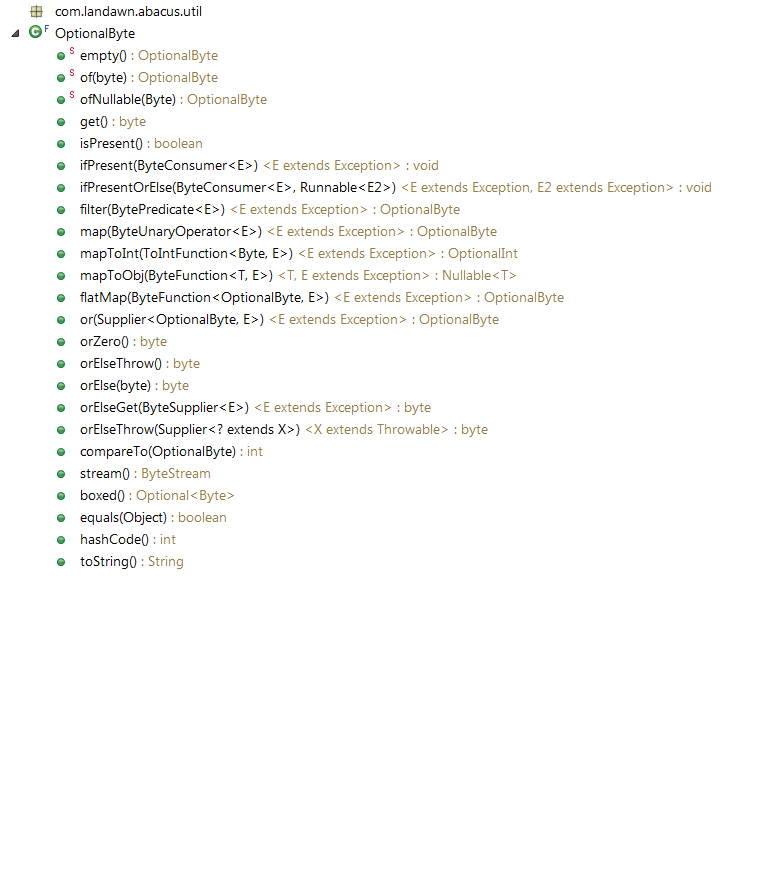 com.landawn.abacus.util
C F OptionalByte
S empty() : OptionalByte
S of(byte) : OptionalByte
S ofNullable(Byte) : OptionalByte
get() : byte
isPresent() : boolean
ifPresent(ByteConsumer<E>) <E extends Exception> : void
ifPresentOrElse(ByteConsumer<E>, Runnable<E2>) <E extends Exception, E2 extends Exception> : void
filter(BytePredicate<E>) <E extends Exception> : OptionalByte
map(ByteUnaryOperator<E>) <E extends Exception> : OptionalByte
mapToInt(ToIntFunction<Byte, E>) <E extends Exception> : OptionalInt
mapToObj(ByteFunction<T, E>) <T, E extends Exception> : Nullable<T>
flatMap(ByteFunction<OptionalByte, E>) <E extends Exception> : OptionalByte
or(Supplier<OptionalByte, E>) <E extends Exception> : OptionalByte
orZero() : byte
orElseThrow() : byte
orElse(byte) : byte
orElseGet(ByteSupplier<E>) <E extends Exception> : byte
orElseThrow(Supplier<? extends X>) <X extends Throwable> : byte
compareTo(OptionalByte) : int
stream() : ByteStream
boxed() : Optional<Byte>
equals(Object) : boolean
hashCode() : int
toString() : String